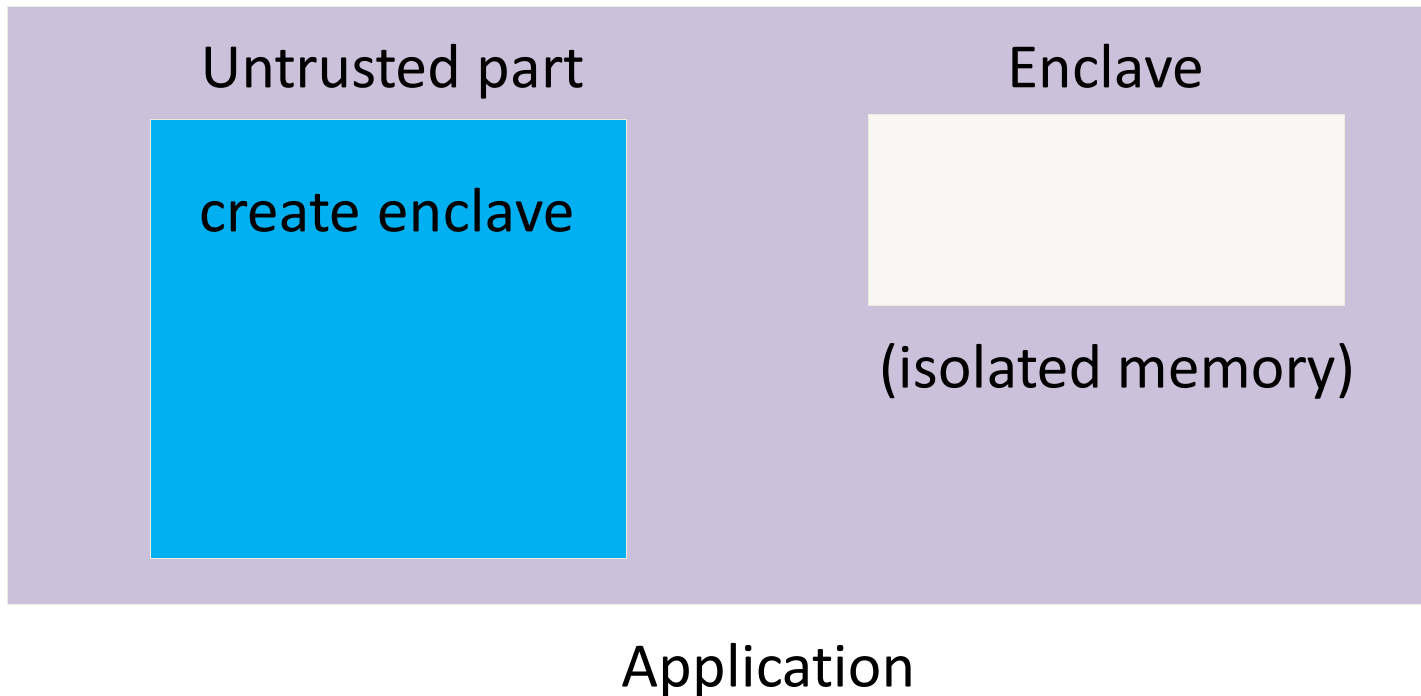 Untrusted part
Enclave
create enclave
(isolated memory)
Application